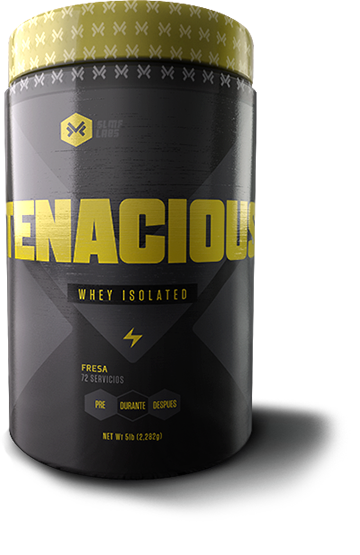 SLMF
LABS
TENACIOUS
WHEY ISOLATED
FRESA
72 SERVICIOS
PRE DURANTE DESPUES
NET Wt 5lb (2,282g)